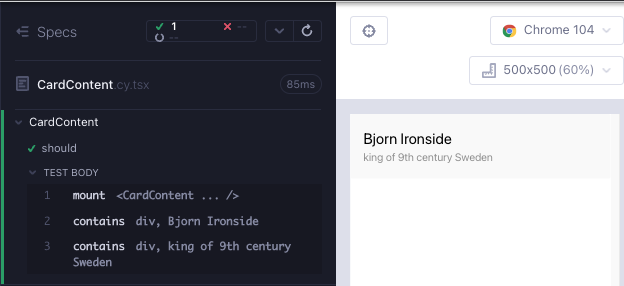 Specs
1
--
--
CardContent.cy.tsx
85ms
CardContent
should
TEST BODY
1 mount <CardContent ... />
2 contains div, Bjorn Ironside
3 contains div, king of 9th century
Sweden
Chrome 104
500x500 (60%)
Bjorn Ironside
king of 9th century Sweden